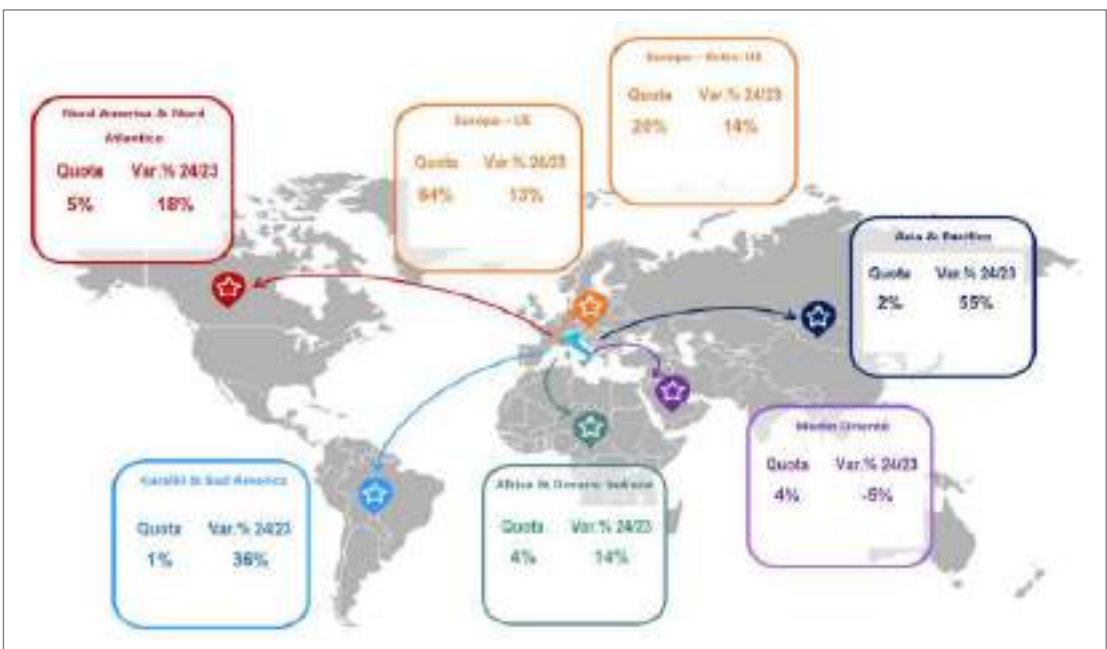 Europa – Extra-UE
Quota Var.% 24/23
20% 14%
Nord America & Nord
Atlantico
Quota Var.% 24/23
5% 18%
Europa – UE
Quota Var.% 24/23
64% 13%
Asia & Pacifico
Quota Var.% 24/23
2% 55%
Medio Oriente
Quota Var.% 24/23
4%
Caraibi & Sud America
Quota Var.% 24/23
1% 36%
Africa & Oceano Indiano
Quota Var.% 24/23
4% 14%